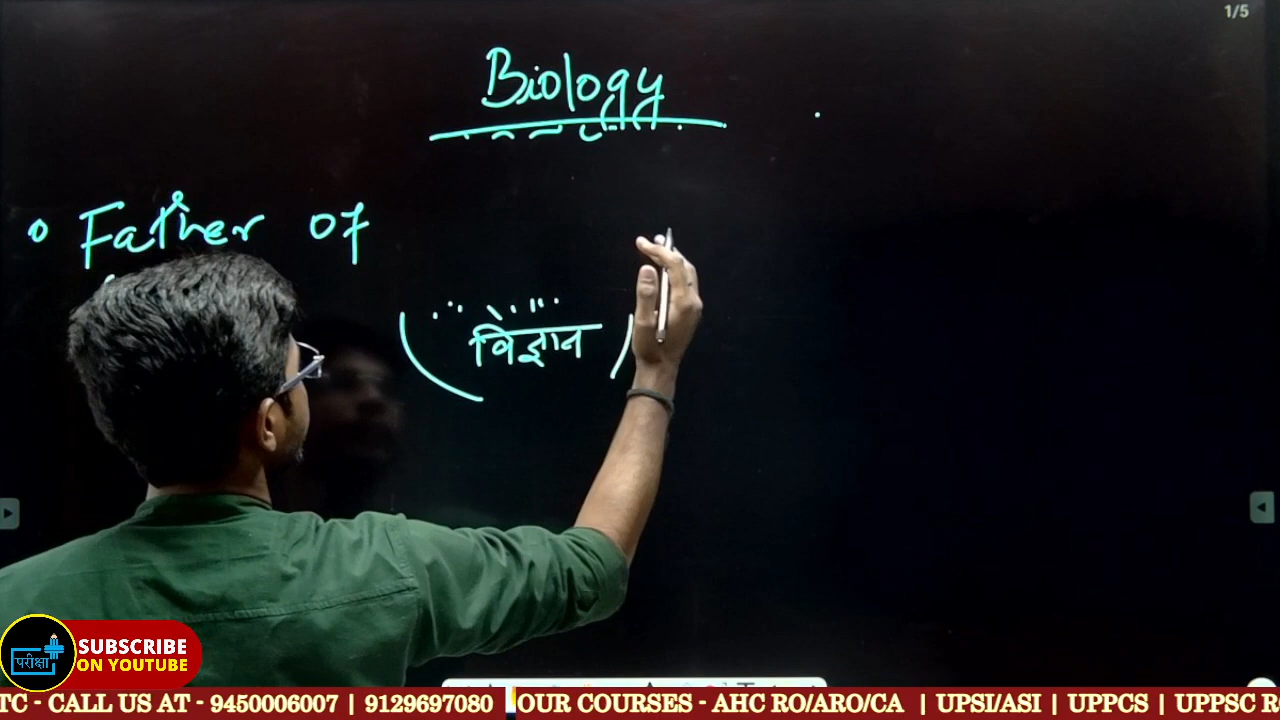 1/5
Biology
Father of
विज्ञान
परीक्षा
SUBSCRIBE
ON YOUTUBE
TC - CALL US AT - 9450006007 | 9129697080 OUR COURSES - AHC RO/ARO/CA | UPSI/ASI | UPPCS | UPPSC R